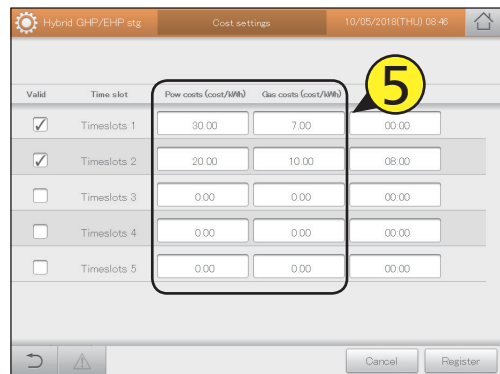 Hybrid GHP/EHP stg Cost settings 10/05/2018(THU) 08:46
5
Valid Time slot Pow costs (cost/kWh) Gas costs (cost/kWh)
Timeslots 1 30.00 7.00 00:00
Timeslots 2 20.00 10.00 08:00
Timeslots 3 0.00 0.00 00:00
Timeslots 4 0.00 0.00 00:00
Timeslots 5 0.00 0.00 00:00
Cancel Register